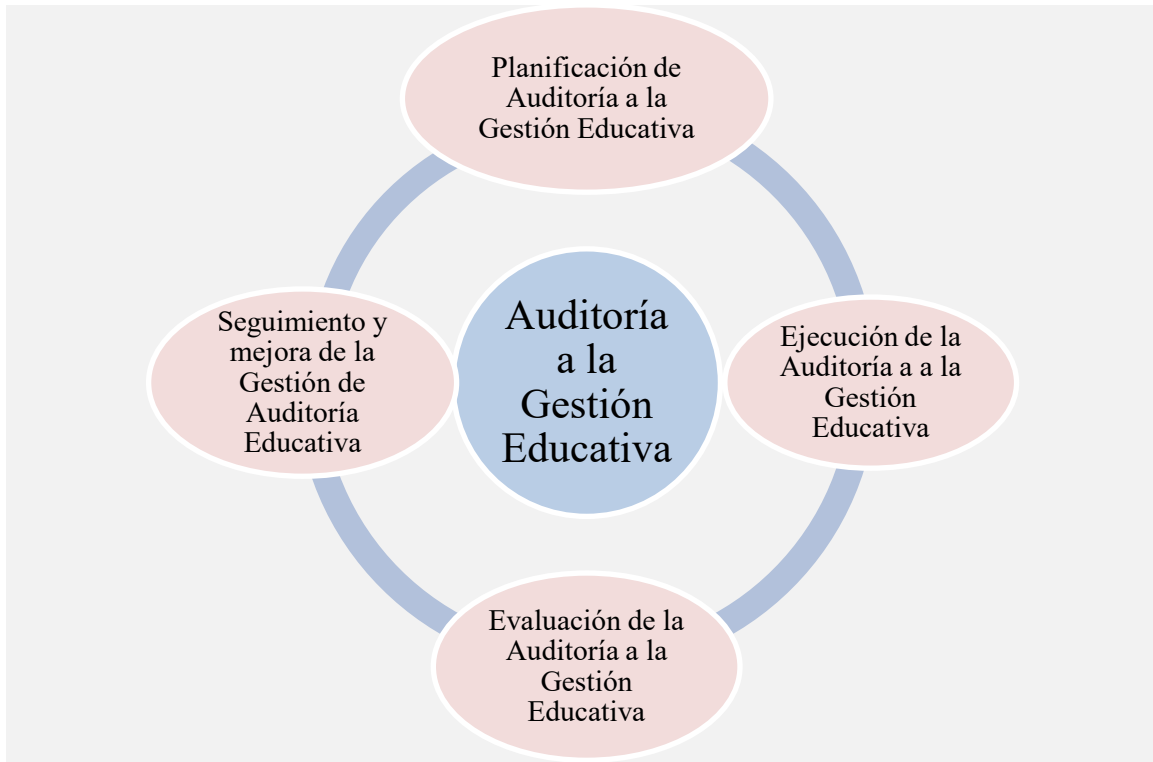 Planificación de
Auditoría a la
Gestión Educativa
Auditoría
a la
Gestión
Educativa
Ejecución de la
Auditoría a a la
Gestión
Educativa
Evaluación de la
Auditoría a la
Gestión
Educativa
Seguimiento y
mejora de la
Gestión de
Auditoría
Educativa